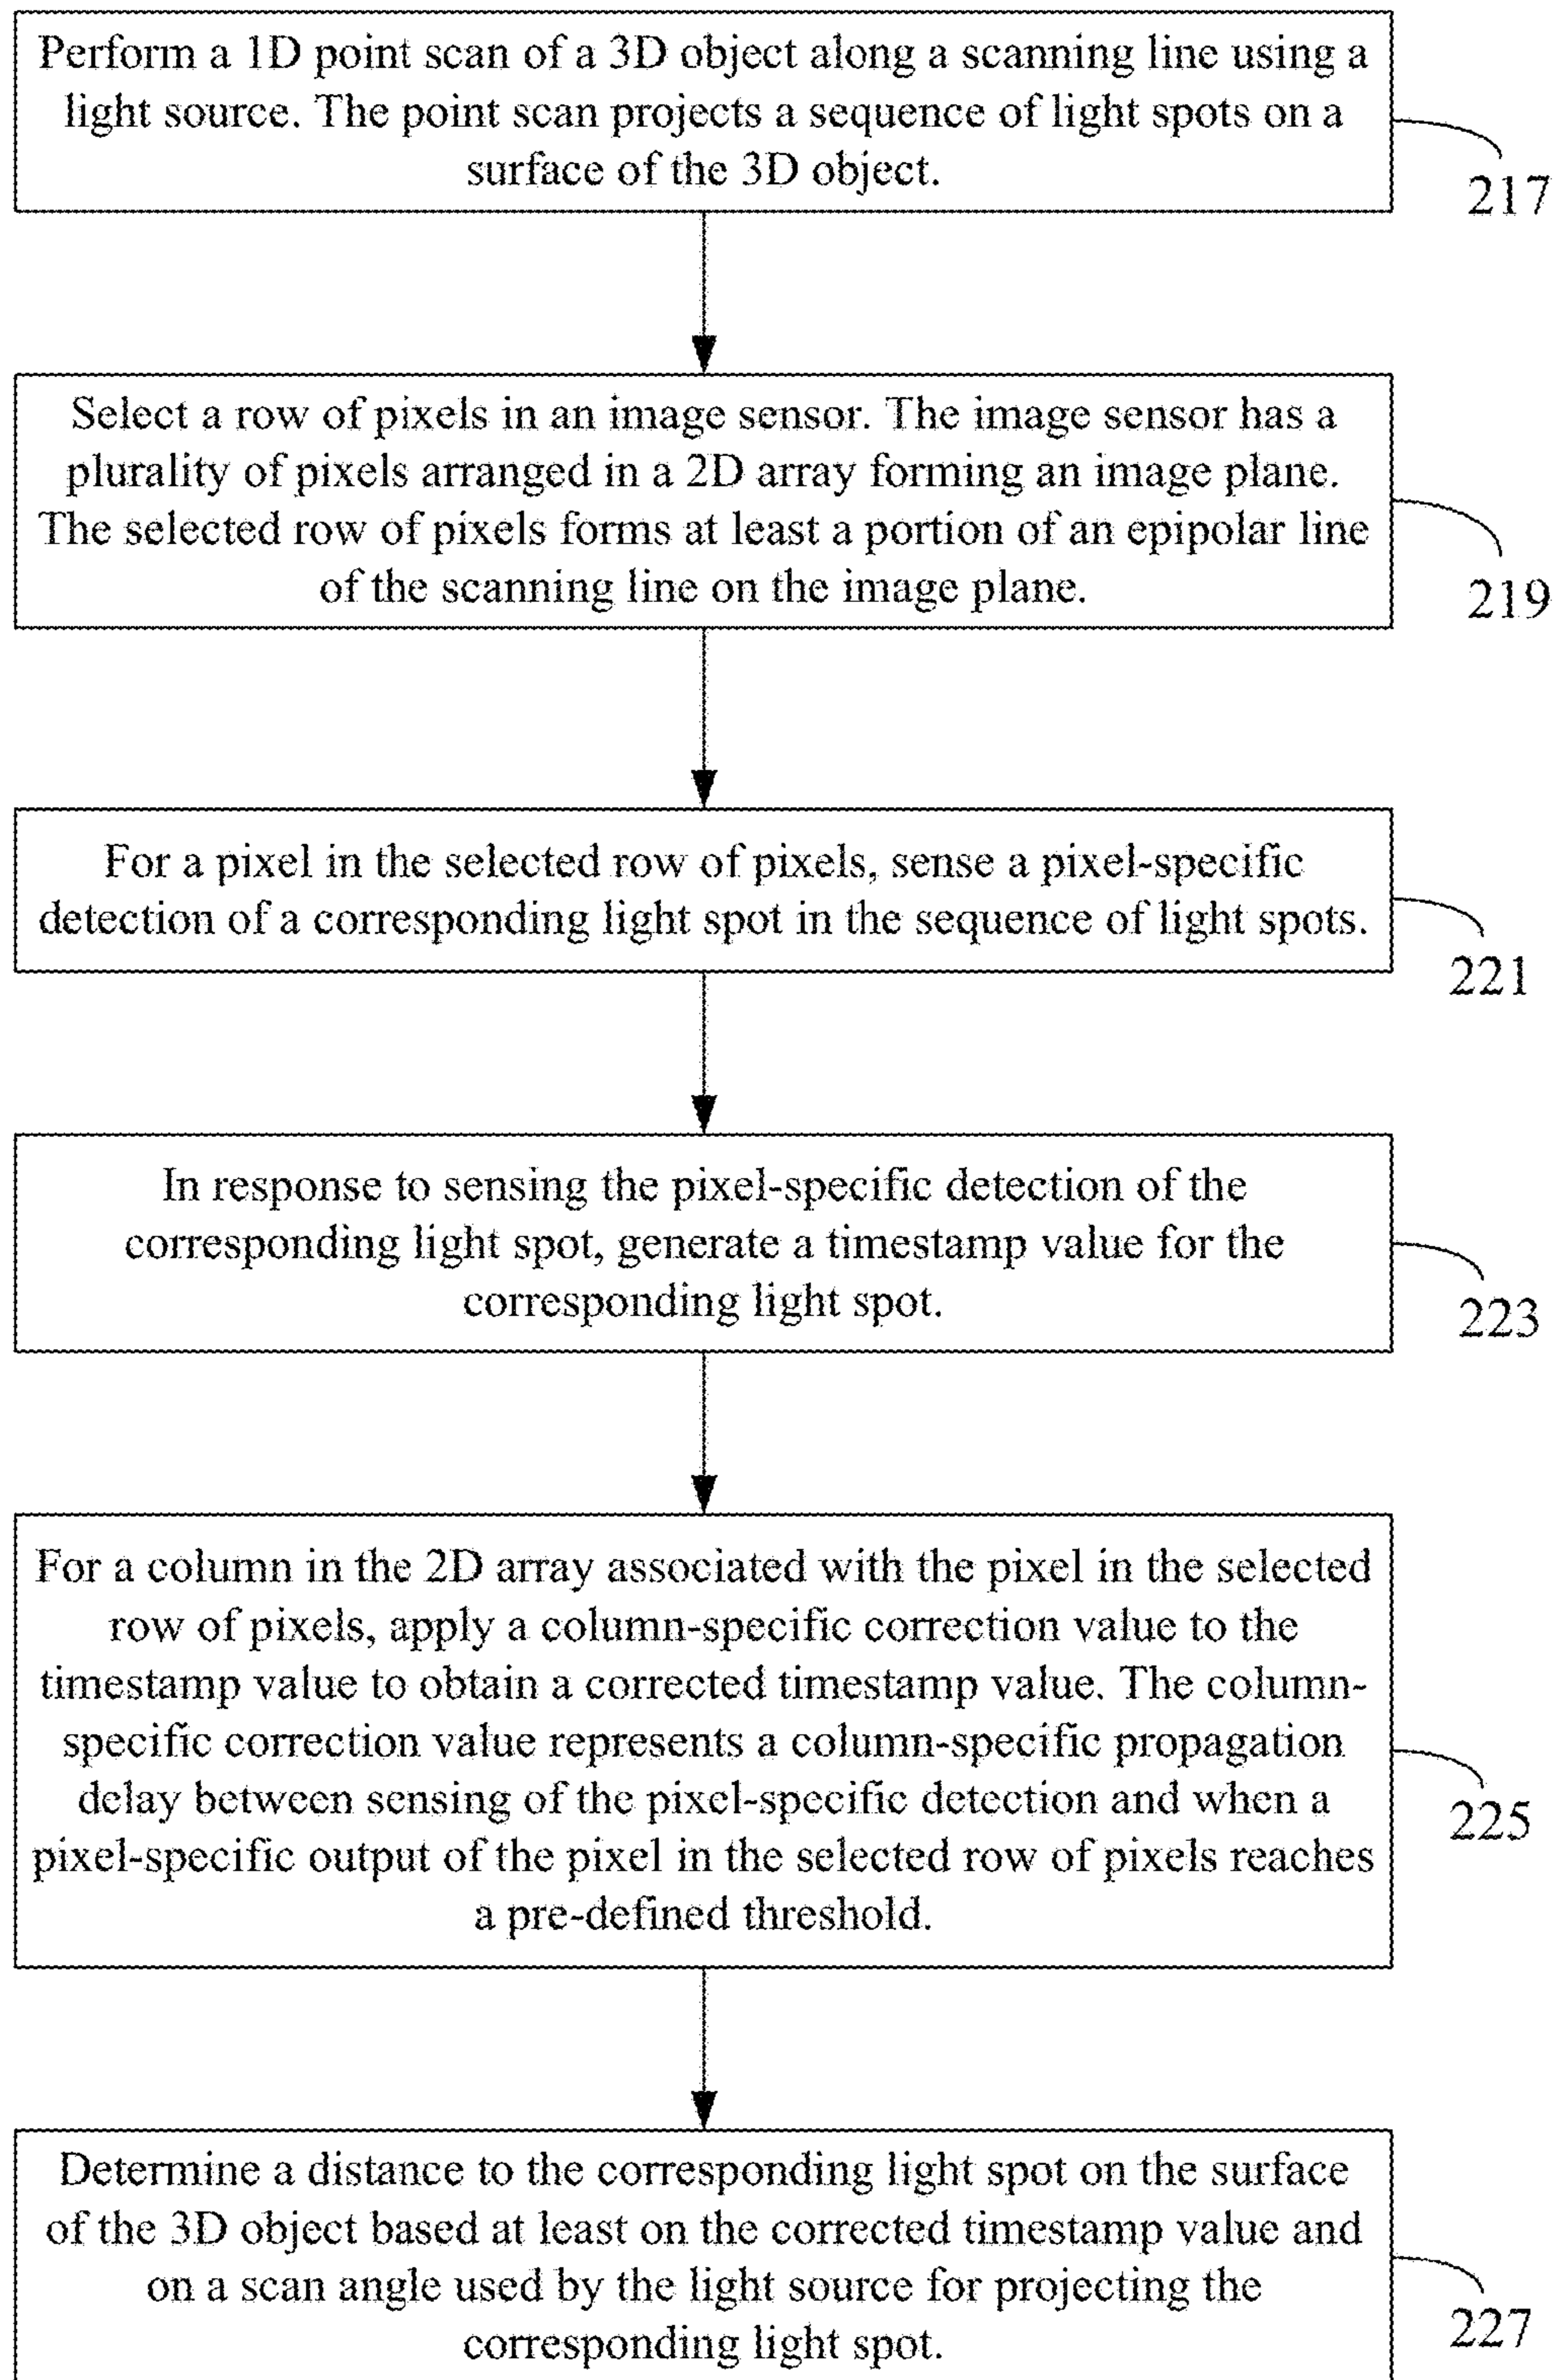 Perform a 1D point scan of a 3D object along a scanning line using a
light source. The point scan projects a sequence of light spots on a
surface of the 3D object.
217
Select a row of pixels in an image sensor. The image sensor has a
plurality of pixels arranged in a 2D array forming an image plane.
The selected row of pixels forms at least a portion of an epipolar line
of the scanning line on the image plane.
219
For a pixel in the selected row of pixels, sense a pixel-specific
detection of a corresponding light spot in the sequence of light spots.
221
In response to sensing the pixel-specific detection of the
corresponding light spot, generate a timestamp value for the
corresponding light spot.
223
For a column in the 2D array associated with the pixel in the selected
row of pixels, apply a column-specific correction value to the
timestamp value to obtain a corrected timestamp value. The column-
specific correction value represents a column-specific propagation
delay between sensing of the pixel-specific detection and when a
pixel-specific output of the pixel in the selected row of pixels reaches
a pre-defined threshold.
225
Determine a distance to the corresponding light spot on the surface
of the 3D object based at least on the corrected timestamp value and
on a scan angle used by the light source for projecting the
corresponding light spot.
227